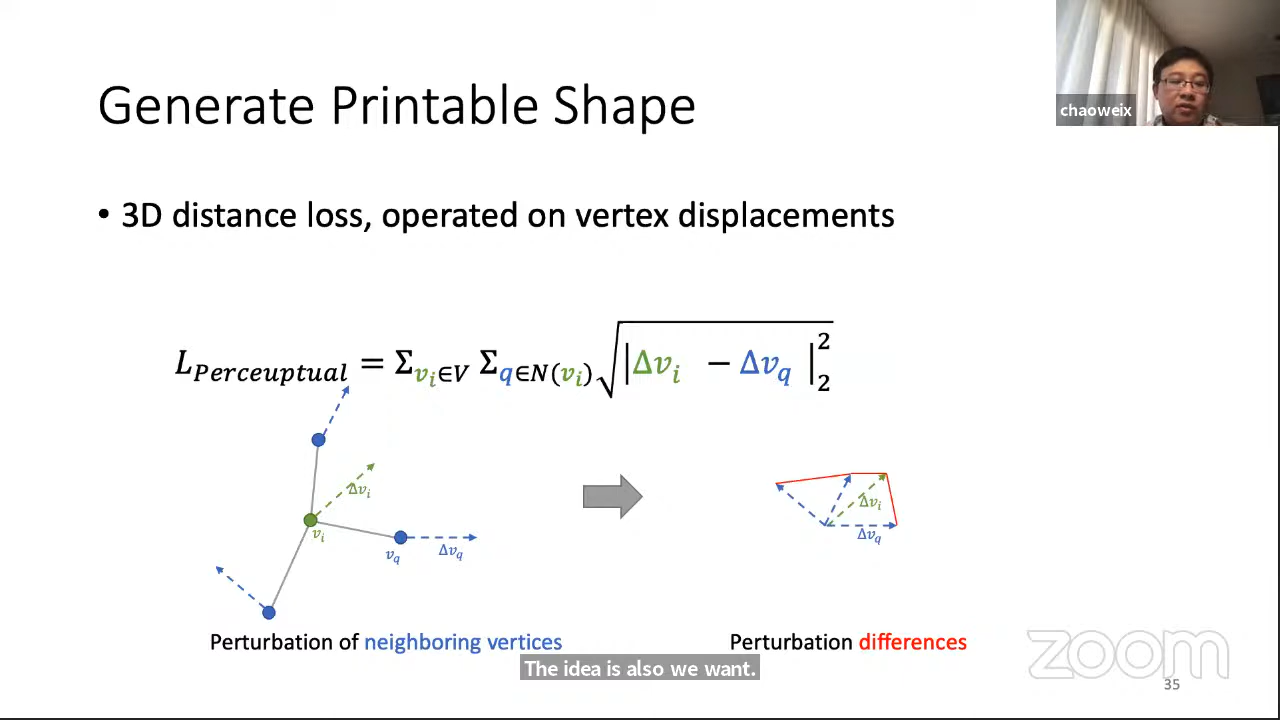 chaoweix
Generate Printable Shape
• 3D distance loss, operated on vertex displacements
L_Perceuptual = Σ_{v_i∈V} Σ_{q∈N(v_i)} √|Δv_i − Δv_q|_2^2
Δv_i
v_i
v_q
Δv_q
Δv_i
Δv_q
Perturbation of neighboring vertices
Perturbation differences
The idea is also we want.
zoom
35